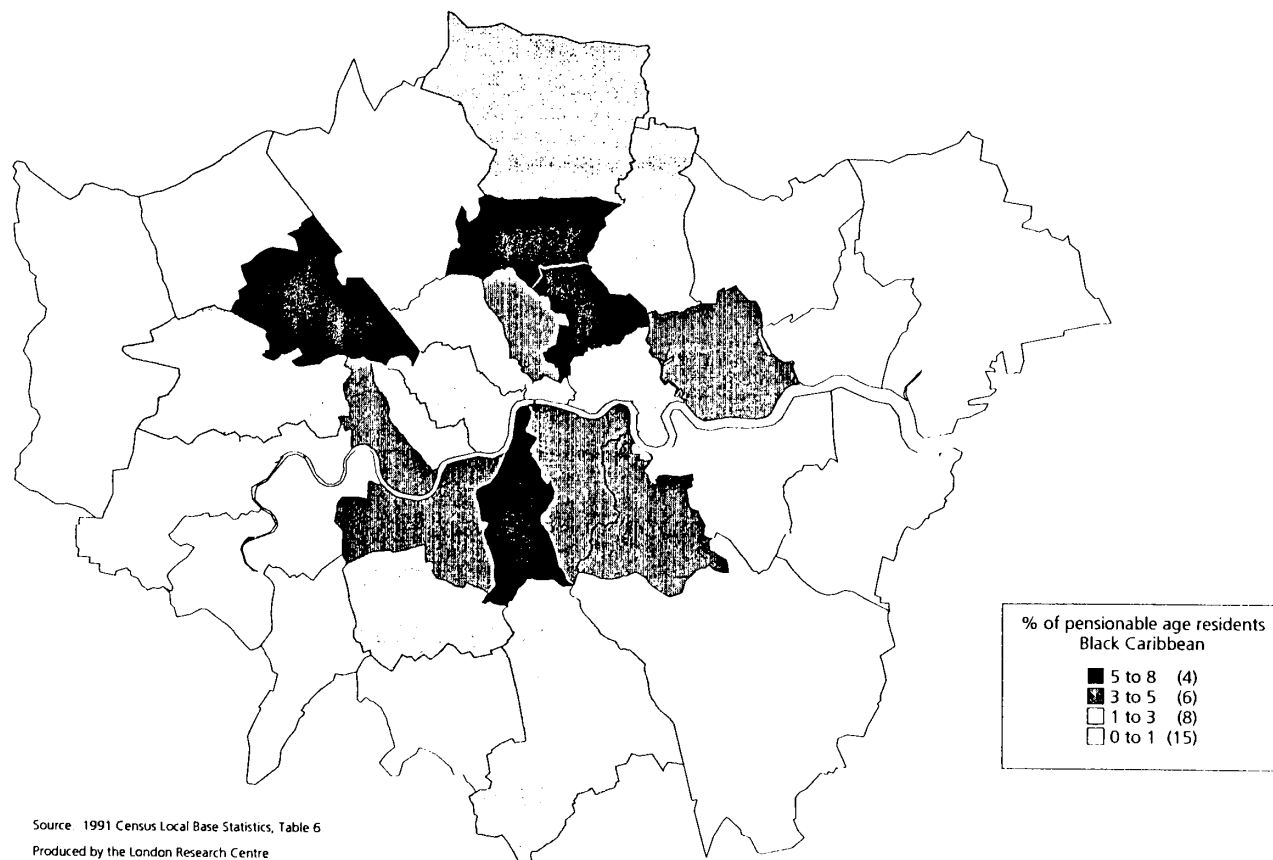 % of pensionable age residents
Black Caribbean
5 to 8 (4)
3 to 5 (6)
1 to 3 (8)
0 to 1 (15)
Source 1991 Census Local Base Statistics, Table 6
Produced by the London Research Centre